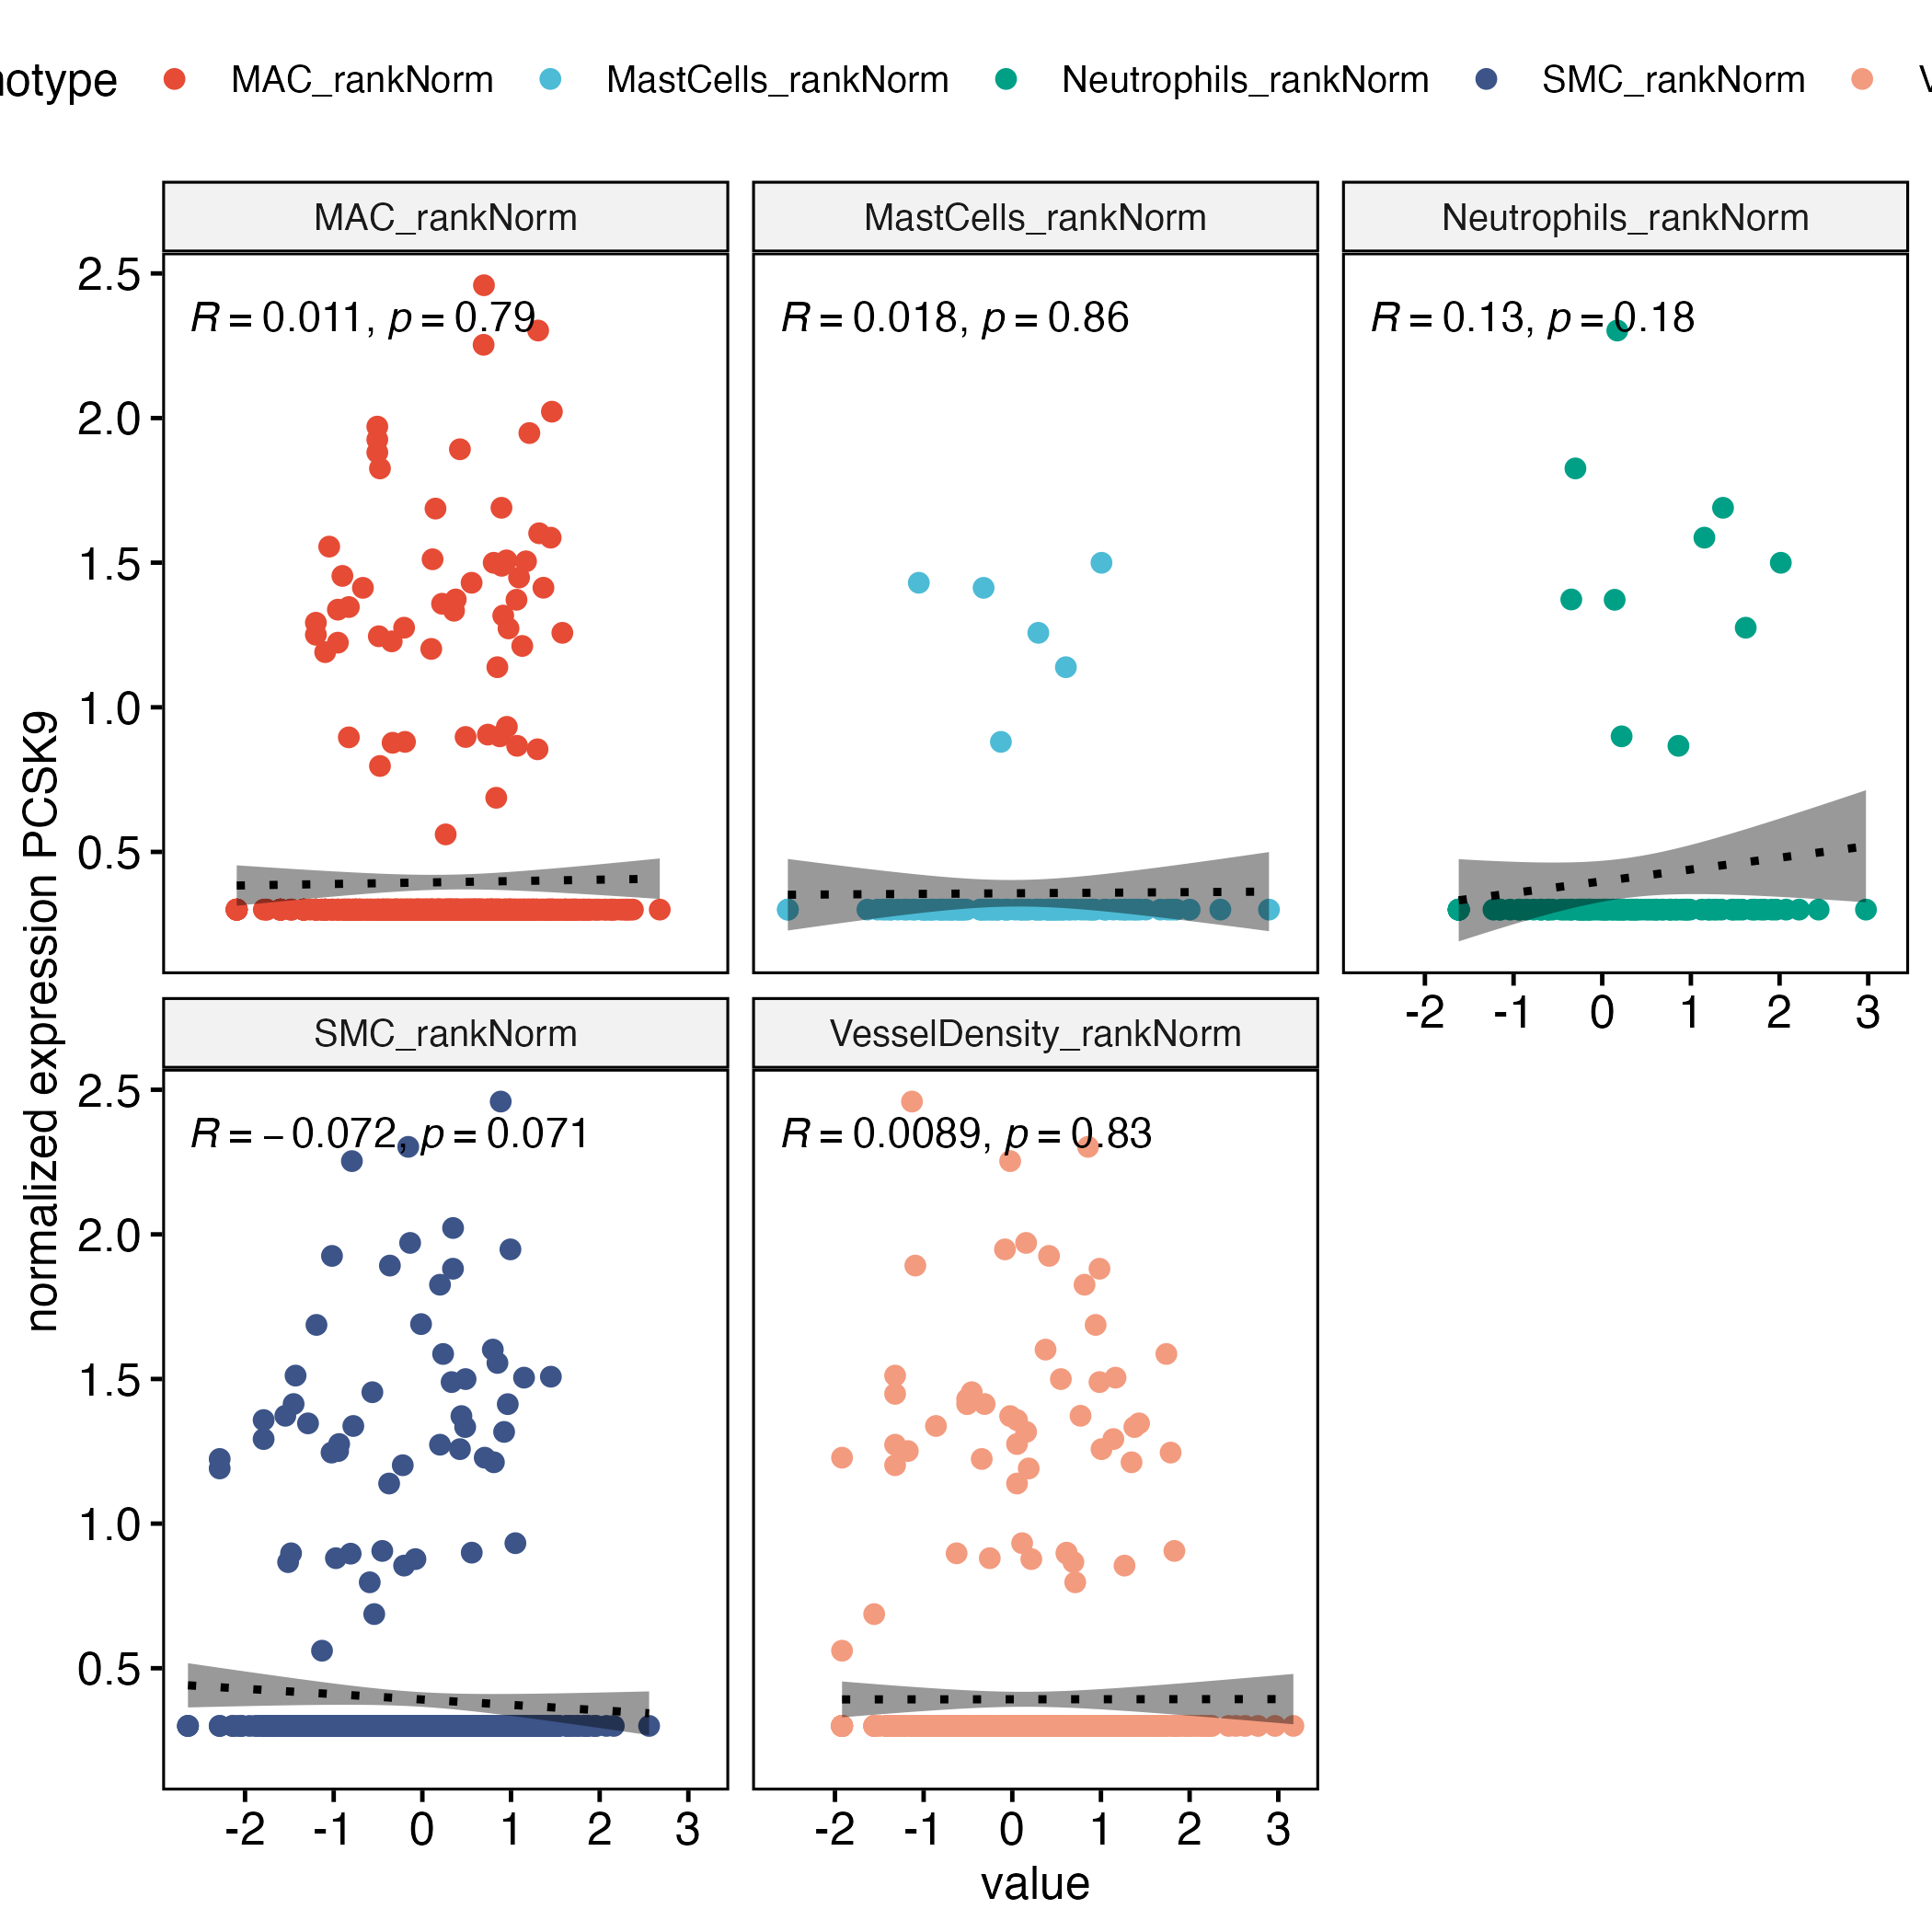 notype MAC_rankNorm MastCells_rankNorm Neutrophils_rankNorm SMC_rankNorm V
MAC_rankNorm MastCells_rankNorm Neutrophils_rankNorm
R = 0.011, p = 0.79 R = 0.018, p = 0.86 R = 0.13, p = 0.18
2.5
2.0
1.5
1.0
0.5
-2 -1 0 1 2 3
normalized expression PCSK9
SMC_rankNorm VesselDensity_rankNorm
R = −0.072, p = 0.071 R = 0.0089, p = 0.83
2.5
2.0
1.5
1.0
0.5
-2 -1 0 1 2 3 -2 -1 0 1 2 3
value